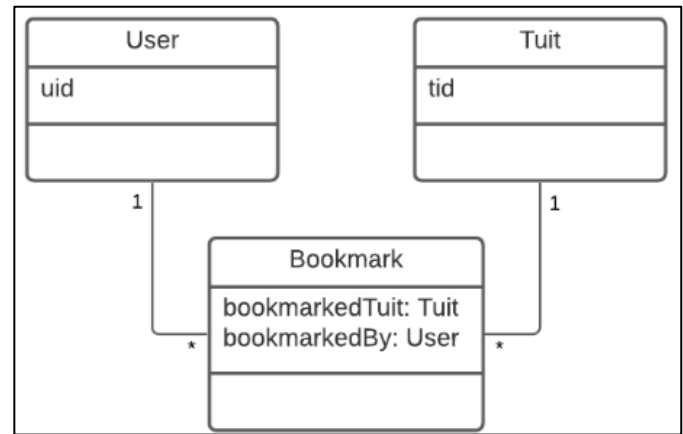 User
uid
Tuit
tid
1
1
Bookmark
bookmarkedTuit: Tuit
bookmarkedBy: User
*
*